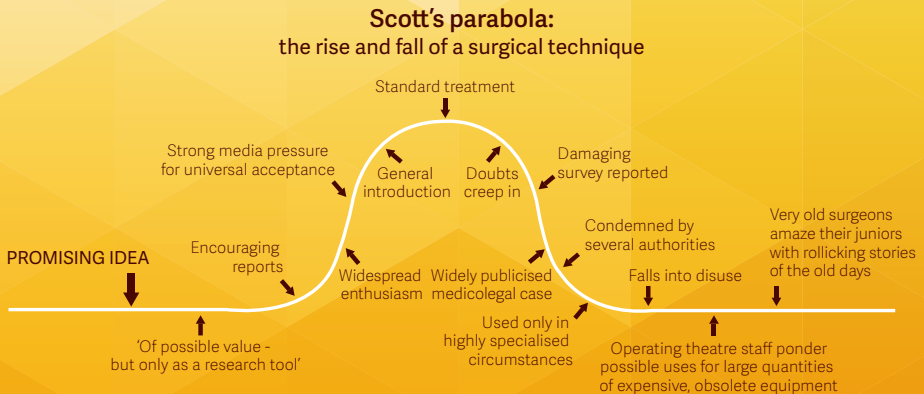 Scott's parabola:
the rise and fall of a surgical technique
PROMISING IDEA
'Of possible value -
but only as a research tool'
Encouraging
reports
Widespread
enthusiasm
Strong media pressure
for universal acceptance
General
introduction
Standard treatment
Doubts
creep in
Damaging
survey reported
Widely publicised
medicolegal case
Condemned by
several authorities
Used only in
highly specialised
circumstances
Falls into disuse
Operating theatre staff ponder
possible uses for large quantities
of expensive, obsolete equipment
Very old surgeons
amaze their juniors
with rollicking stories
of the old days